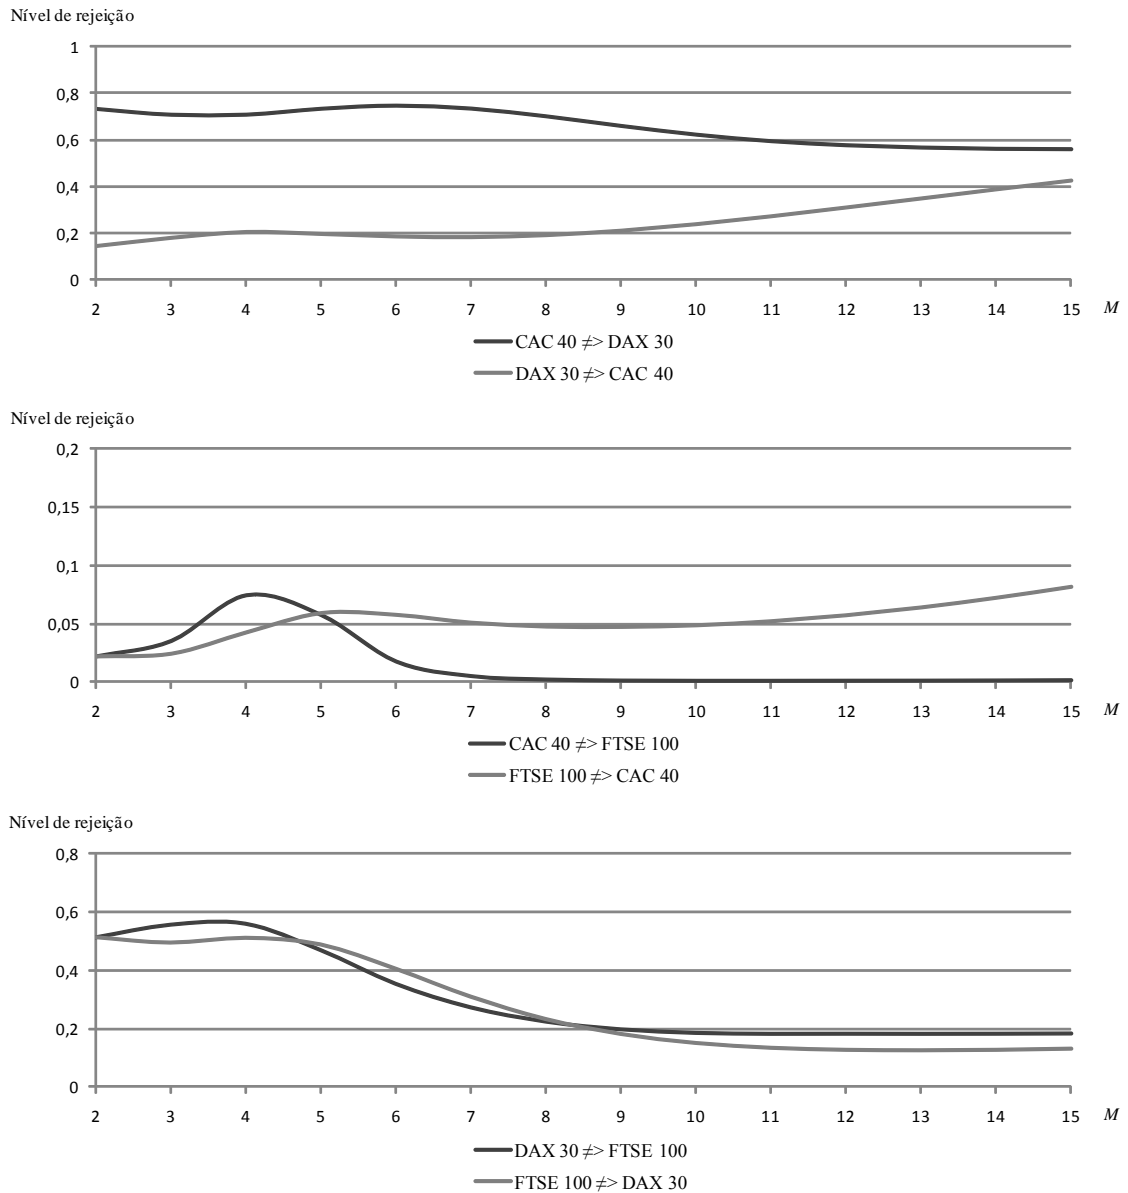 Nível de rejeição
1
0,8
0,6
0,4
0,2
0
2 3 4 5 6 7 8 9 10 11 12 13 14 15 M
CAC 40 ≠> DAX 30
DAX 30 ≠> CAC 40
Nível de rejeição
0,2
0,15
0,1
0,05
0
2 3 4 5 6 7 8 9 10 11 12 13 14 15 M
CAC 40 ≠> FTSE 100
FTSE 100 ≠> CAC 40
Nível de rejeição
0,8
0,6
0,4
0,2
0
2 3 4 5 6 7 8 9 10 11 12 13 14 15 M
DAX 30 ≠> FTSE 100
FTSE 100 ≠> DAX 30